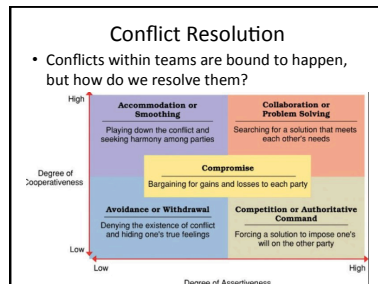 Conflict Resolution
• Conflicts within teams are bound to happen,
but how do we resolve them?
High
Accommodation or
Smoothing
Playing down the conflict and
seeking harmony among parties
Collaboration or
Problem Solving
Searching for a solution that meets
each other's needs
Degree of
Cooperativeness
Compromise
Bargaining for gains and losses to each party
Avoidance or Withdrawal
Denying the existence of conflict
and hiding one's true feelings
Competition or Authoritative
Command
Forcing a solution to impose one's
will on the other party
Low
Low
High
Degree of Assertiveness